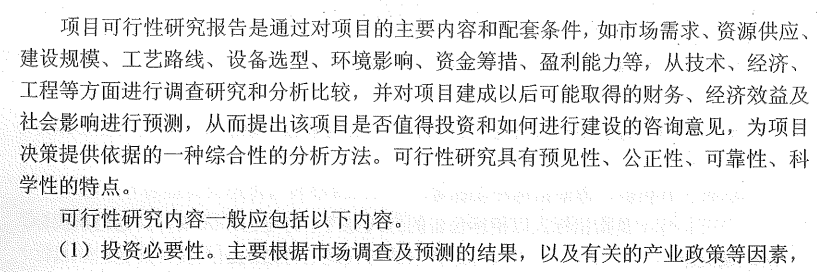 项目可行性研究报告是通过对项目的主要内容和配套条件，如市场需求、资源供应、
建设规模、工艺路线、设备选型、环境影响、资金筹措、盈利能力等，从技术、经济、
工程等方面进行调查研究和分析比较，并对项目建成以后可能取得的财务、经济效益及
社会影响进行预测，从而提出该项目是否值得投资和如何进行建设的咨询意见，为项目
决策提供依据的一种综合性的分析方法。可行性研究具有预见性、公正性、可靠性、科
学性的特点。
可行性研究内容一般应包括以下内容。
（1）投资必要性。主要根据市场调查及预测的结果，以及有关的产业政策等因素，